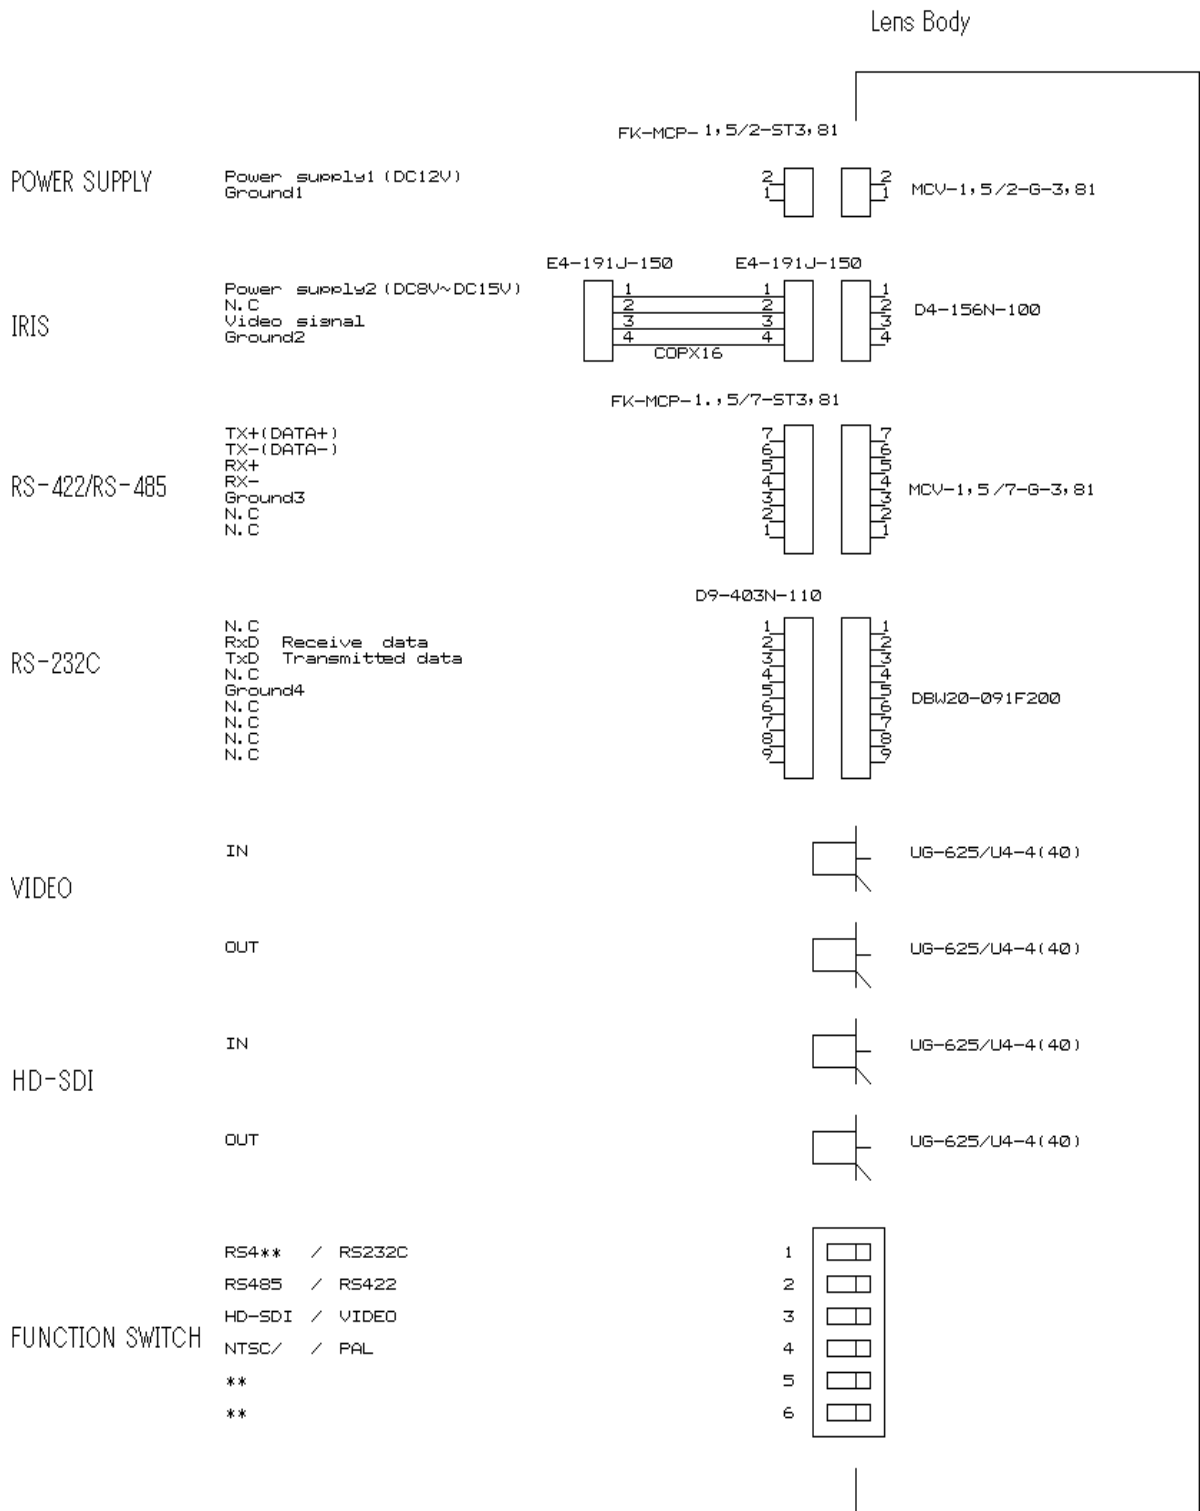 Lens Body
FK-MCP- 1,5/2-ST3,81
POWER SUPPLY
Power supply1 (DC12V)
Ground1
2
1
2
1
MCV-1,5/2-G-3,81
E4-191J-150 E4-191J-150
IRIS
Power supply2 (DC8V~DC15V)
N.C
Video signal
Ground2
1
2
3
4
COPX16
1
2
3
4
1
2
3
4
D4-156N-100
FK-MCP-1.,5/7-ST3,81
RS-422/RS-485
TX+(DATA+)
TX-(DATA-)
RX+
RX-
Ground3
N.C
N.C
7
6
5
4
3
2
1
7
6
5
4
3
2
1
MCV-1,5/7-G-3,81
D9-403N-110
RS-232C
N.C
RxD Receive data
TxD Transmitted data
N.C
Ground4
N.C
N.C
N.C
N.C
1
2
3
4
5
6
7
8
9
1
2
3
4
5
6
7
8
9
DBW20-091F200
VIDEO
IN UG-625/U4-4(40)
OUT UG-625/U4-4(40)
HD-SDI
IN UG-625/U4-4(40)
OUT UG-625/U4-4(40)
FUNCTION SWITCH
RS4** / RS232C 1
RS485 / RS422 2
HD-SDI / VIDEO 3
NTSC/ / PAL 4
** 5
** 6